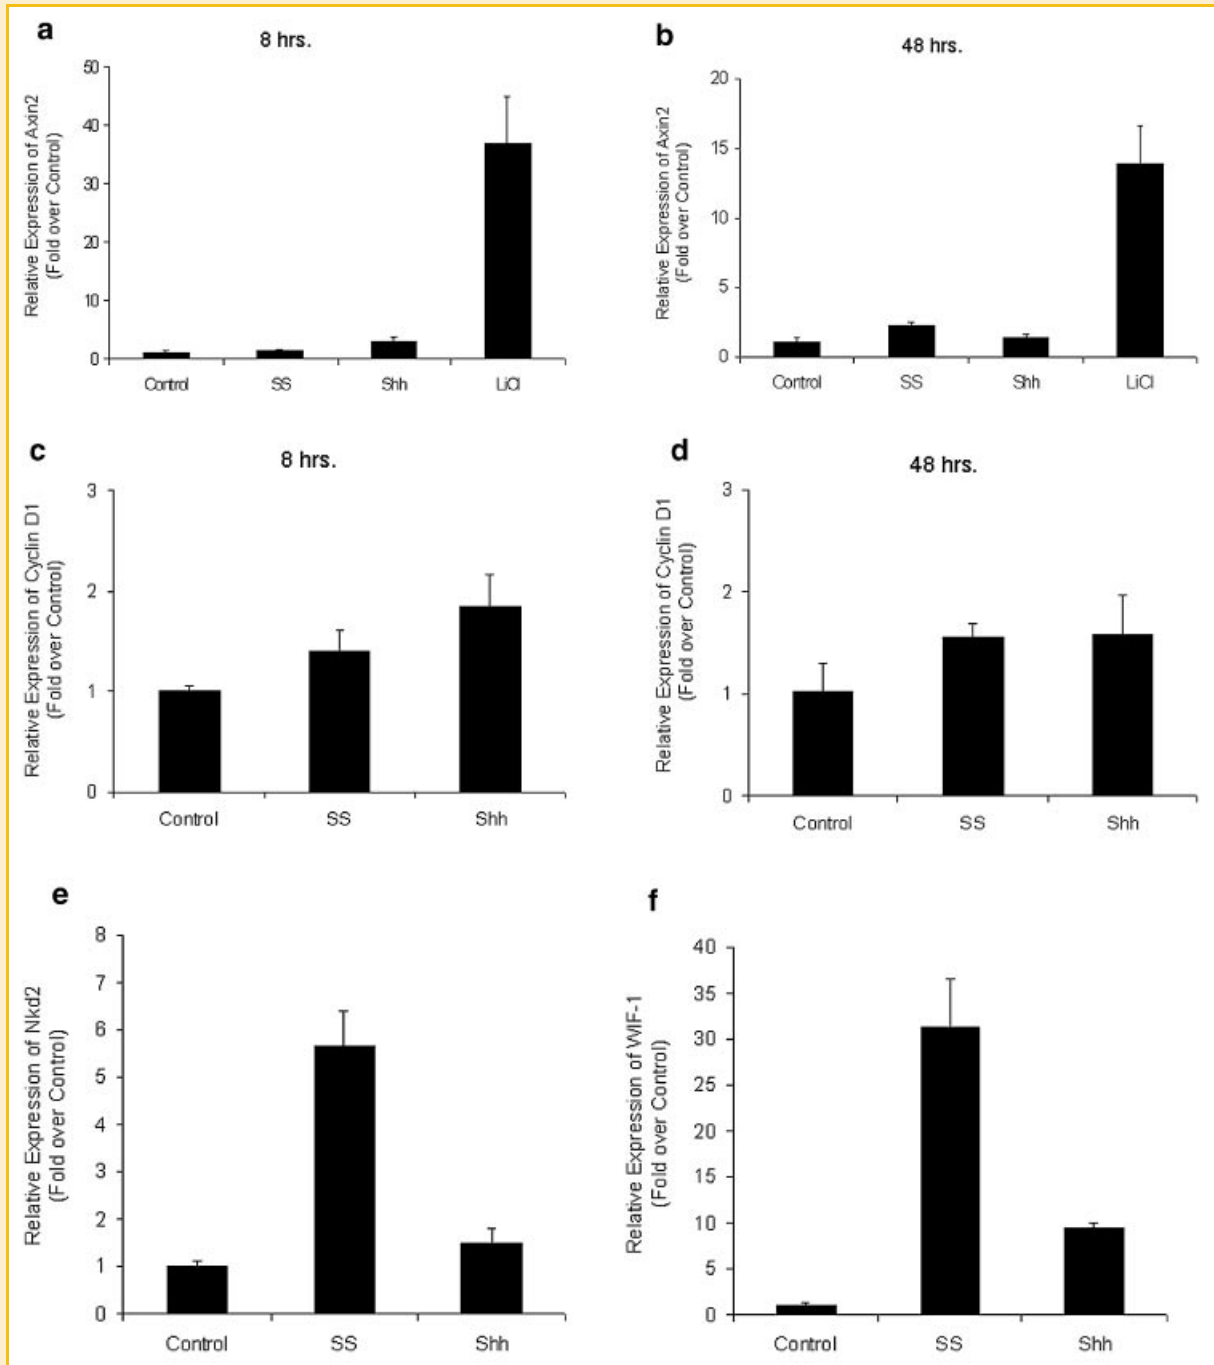 a
8 hrs.
Relative Expression of Axin2
(Fold over Control)
50
40
30
20
10
0
Control SS Shh LiCl
b
48 hrs.
Relative Expression of Axin2
(Fold over Control)
20
15
10
5
0
Control SS Shh LiCl
c
8 hrs.
Relative Expression of Cyclin D1
(Fold over Control)
3
2
1
0
Control SS Shh
d
48 hrs.
Relative Expression of Cyclin D1
(Fold over Control)
3
2
1
0
Control SS Shh
e
Relative Expression of Nkd2
(Fold over Control)
8
7
6
5
4
3
2
1
0
Control SS Shh
f
Relative Expression of WIF-1
(Fold over Control)
40
35
30
25
20
15
10
5
0
Control SS Shh